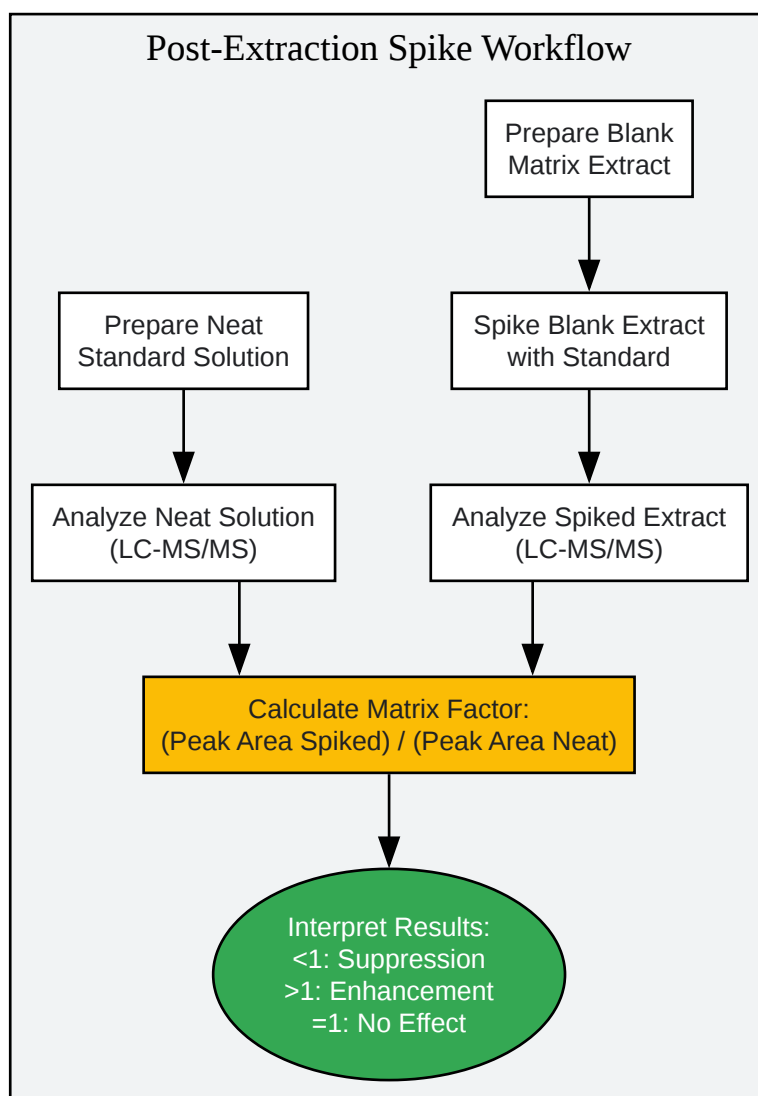 Post-Extraction Spike Workflow
Prepare Blank
Matrix Extract
Prepare Neat
Standard Solution
Spike Blank Extract
with Standard
Analyze Neat Solution
(LC-MS/MS)
Analyze Spiked Extract
(LC-MS/MS)
Calculate Matrix Factor:
(Peak Area Spiked) / (Peak Area Neat)
Interpret Results:
<1: Suppression
>1: Enhancement
=1: No Effect